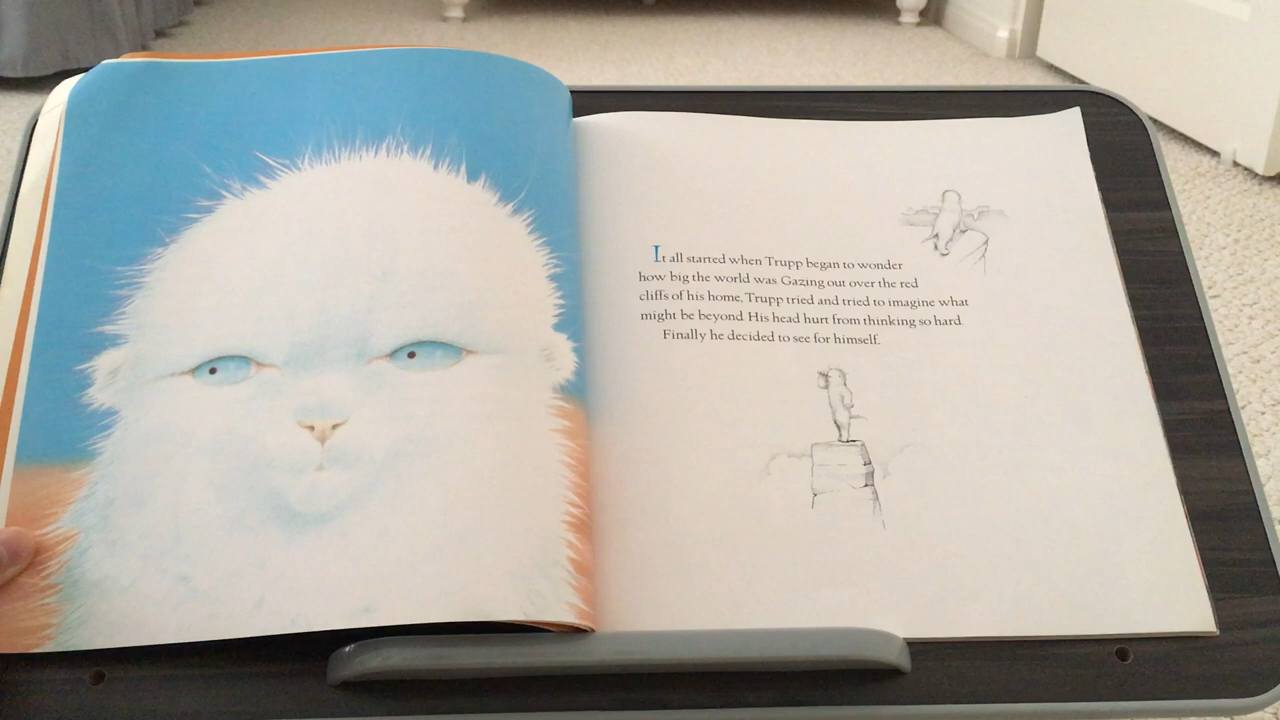 It all started when Trupp began to wonder
how big the world was Gazing out over the red
cliffs of his home, Trupp tried and tried to imagine what
might be beyond His head hurt from thinking so hard
Finally he decided to see for himself.